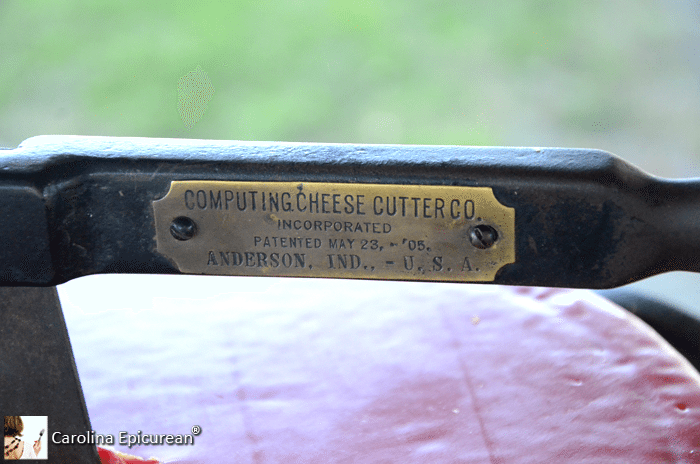 COMPUTING CHEESE CUTTER CO.
INCORPORATED
PATENTED MAY 23, - '05.
ANDERSON, IND., - U. S. A.
Carolina Epicurean®